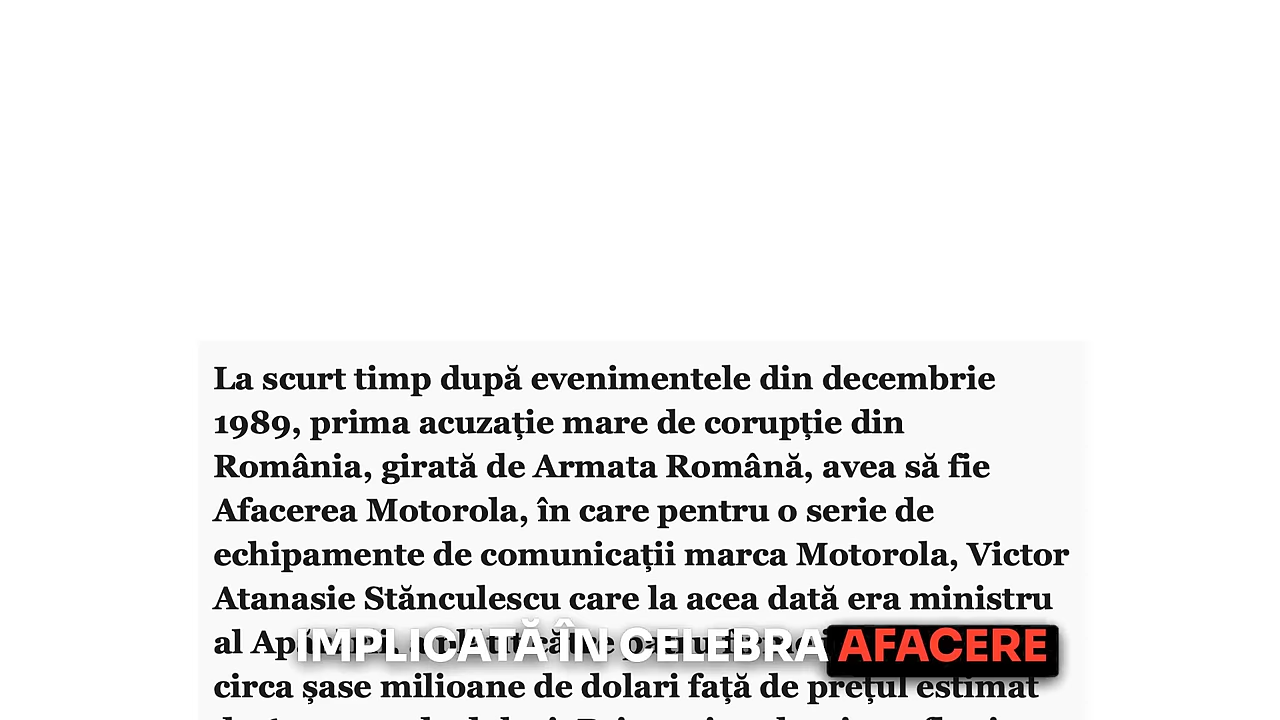 La scurt timp după evenimentele din decembrie
1989, prima acuzație mare de corupție din
România, girată de Armata Română, avea să fie
Afacerea Motorola, în care pentru o serie de
echipamente de comunicații marca Motorola, Victor
Atanasie Stănculescu care la acea dată era ministru
al
IMPLICATĂ ÎN CELEBRA AFACERE
circa șase milioane de dolari față de prețul estimat